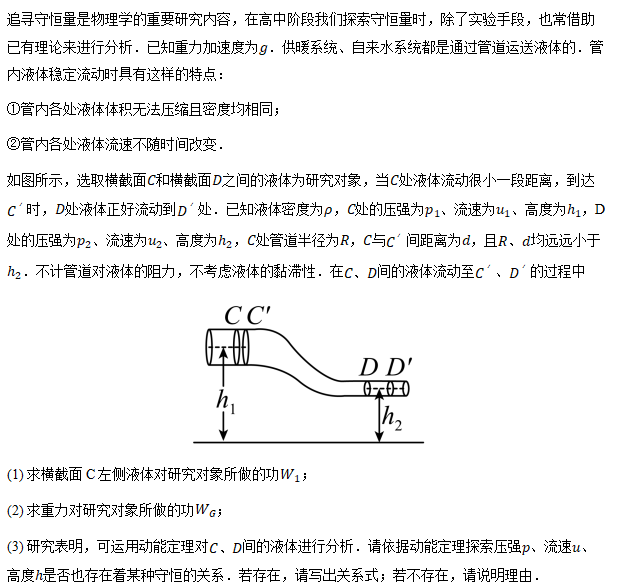 追寻守恒量是物理学的重要研究内容，在高中阶段我们探索守恒量时，除了实验手段，也常借助
已有理论来进行分析．已知重力加速度为g．供暖系统、自来水系统都是通过管道运送液体的．管
内液体稳定流动时具有这样的特点：
①管内各处液体体积无法压缩且密度均相同；
②管内各处液体流速不随时间改变．
如图所示，选取横截面C和横截面D之间的液体为研究对象，当C处液体流动很小一段距离，到达
C′时，D处液体正好流动到D′处．已知液体密度为ρ，C处的压强为p₁、流速为u₁、高度为h₁，D
处的压强为p₂、流速为u₂、高度为h₂，C处管道半径为R，C与C′间距离为d，且R、d均远远小于
h₂．不计管道对液体的阻力，不考虑液体的黏滞性．在C、D间的液体流动至C′、D′的过程中
C C′
D D′
h₁
h₂
(1) 求横截面 C左侧液体对研究对象所做的功W₁；
(2) 求重力对研究对象所做的功W_G；
(3) 研究表明，可运用动能定理对C、D间的液体进行分析．请依据动能定理探索压强p、流速u、
高度h是否也存在着某种守恒的关系．若存在，请写出关系式；若不存在，请说明理由．